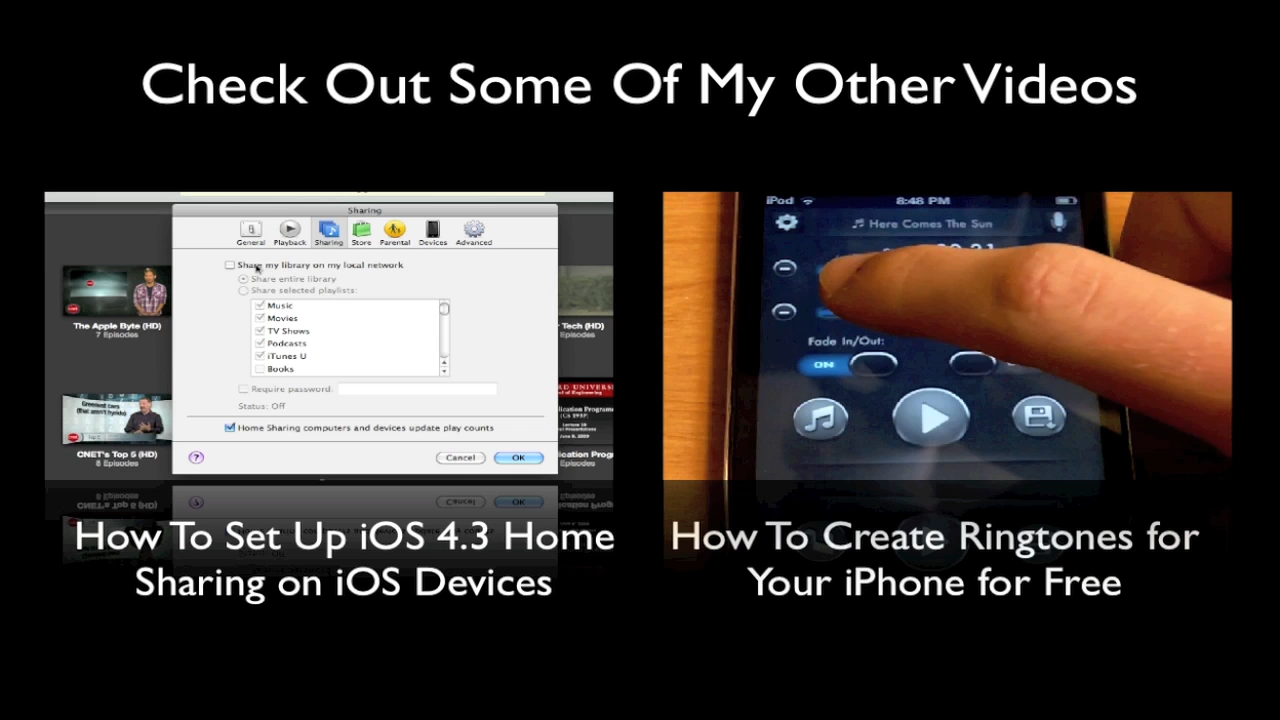 Check Out Some Of My Other Videos
Sharing
General Playback Sharing Store Parental Devices Advanced
Share my library on my local network
Share entire library
Share selected playlists:
Music
Movies
TV Shows
Podcasts
iTunes U
Books
Require password:
Status: Off
Home Sharing computers and devices update play counts
Cancel OK
The Apple Byte (HD)
7 Episodes
CNET's Top 5 (HD)
8 Episodes
Greenest cars
(that aren't hybrids)
Tech (HD)
Episodes
iPod 8:48 PM
Here Comes The Sun
Fade In/Out:
ON
How To Set Up iOS 4.3 Home
Sharing on iOS Devices
How To Create Ringtones for
Your iPhone for Free